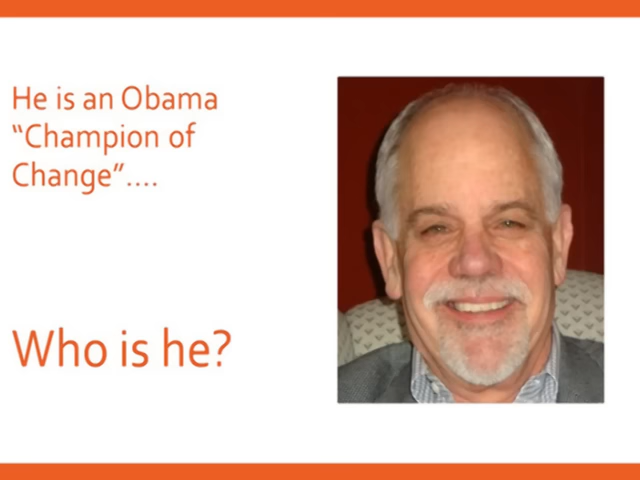 He is an Obama
“Champion of
Change”....
Who is he?